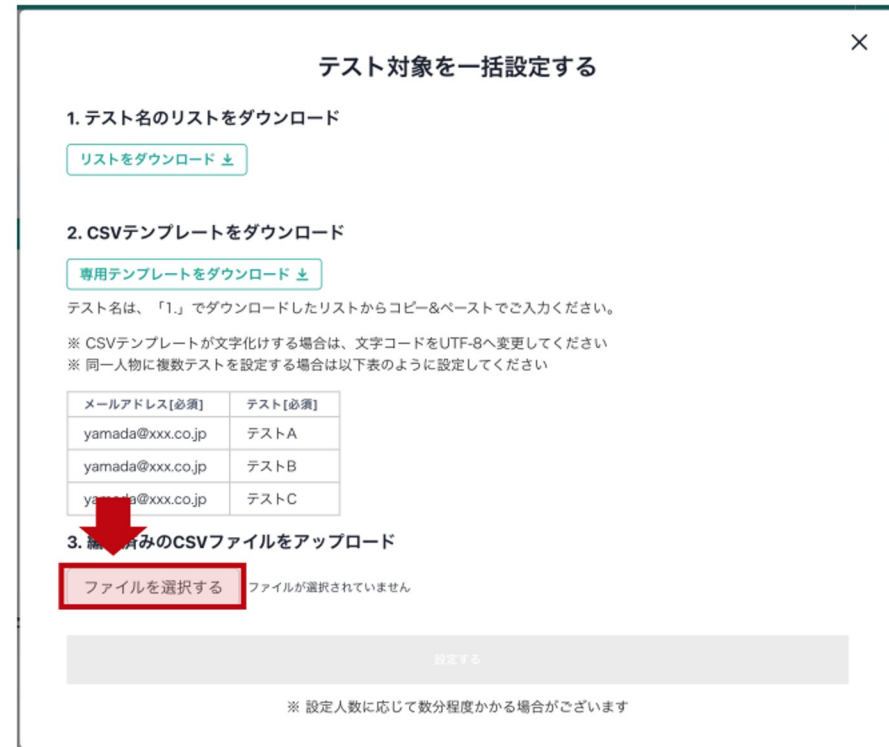 テスト対象を一括設定する
1. テスト名のリストをダウンロード
リストをダウンロード
2. CSVテンプレートをダウンロード
専用テンプレートをダウンロード
テスト名は、「1.」でダウンロードしたリストからコピー&ペーストでご入力ください。
※ CSVテンプレートが文字化けする場合は、文字コードをUTF-8へ変更してください
※ 同一人物に複数テストを設定する場合は以下表のように設定してください
メールアドレス[必須] テスト[必須]
yamada@xxx.co.jp テストA
yamada@xxx.co.jp テストB
yamada@xxx.co.jp テストC
3. 編集済みのCSVファイルをアップロード
ファイルを選択する ファイルが選択されていません
設定する
※ 設定人数に応じて数分程度かかる場合がございます